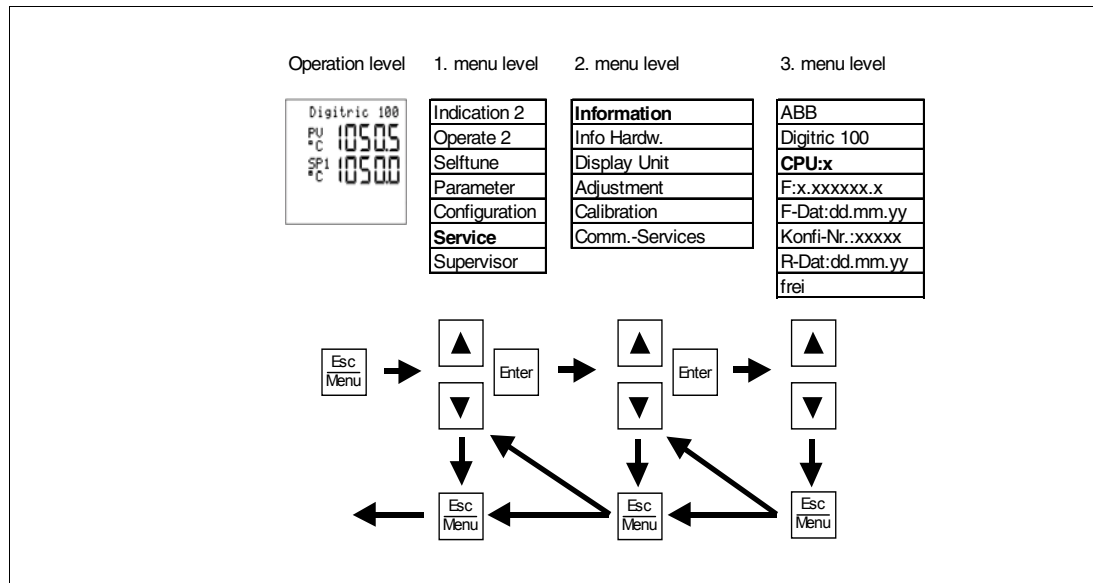 Operation level 1. menu level 2. menu level 3. menu level
Digitric 100
PV
°C 1050.5
SP1
°C 1050.0
Indication 2
Operate 2
Selftune
Parameter
Configuration
Service
Supervisor
Information
Info Hardw.
Display Unit
Adjustment
Calibration
Comm.-Services
ABB
Digitric 100
CPU:x
F:x.xxxxxx.x
F-Dat:dd.mm.yy
Konfi-Nr.:xxxxx
R-Dat:dd.mm.yy
frei
Esc
Menu
Enter
Enter
Esc
Menu
Esc
Menu
Esc
Menu